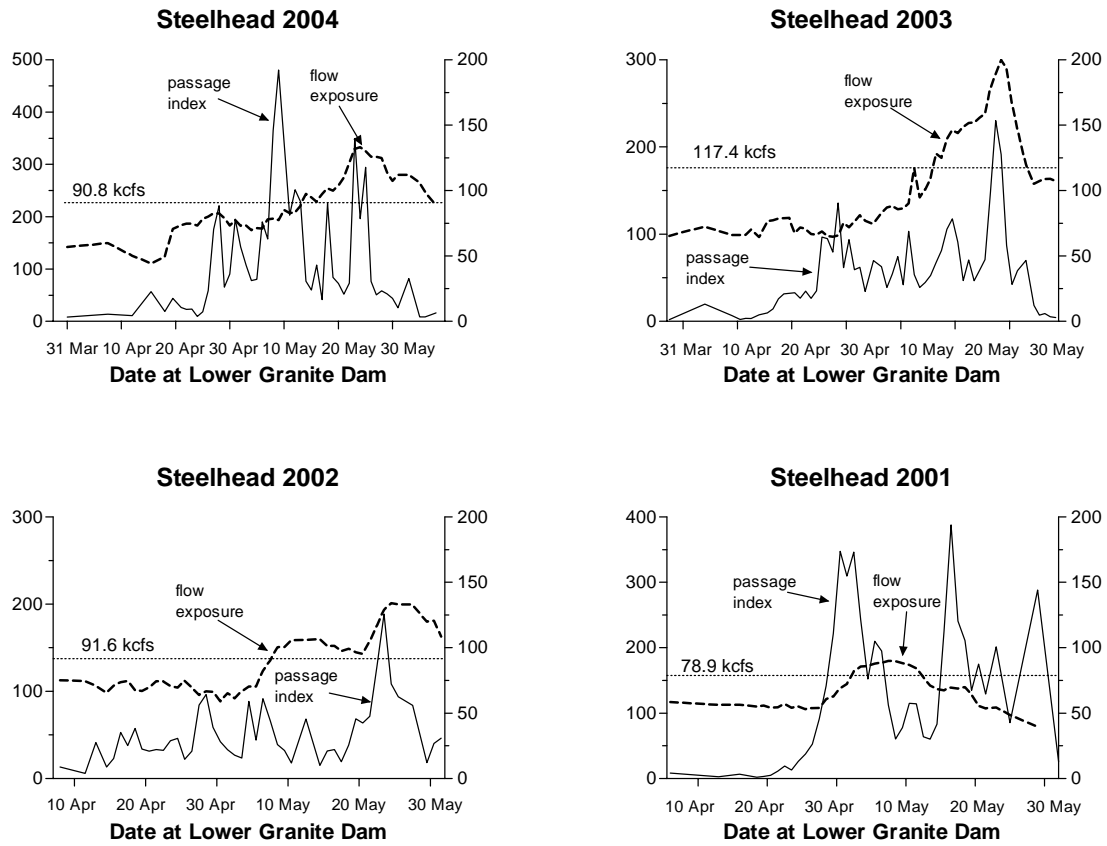 Steelhead 2004
500
400
300
200
100
0
200
150
100
50
0
passage
index
flow
exposure
90.8 kcfs
31 Mar 10 Apr 20 Apr 30 Apr 10 May 20 May 30 May
Date at Lower Granite Dam
Steelhead 2003
300
200
100
0
200
150
100
50
0
flow
exposure
117.4 kcfs
passage
index
31 Mar 10 Apr 20 Apr 30 Apr 10 May 20 May 30 May
Date at Lower Granite Dam
Steelhead 2002
300
200
100
0
200
150
100
50
0
flow
exposure
91.6 kcfs
passage
index
10 Apr 20 Apr 30 Apr 10 May 20 May 30 May
Date at Lower Granite Dam
Steelhead 2001
400
300
200
100
0
200
150
100
50
0
passage
index
flow
exposure
78.9 kcfs
10 Apr 20 Apr 30 Apr 10 May 20 May 30 May
Date at Lower Granite Dam